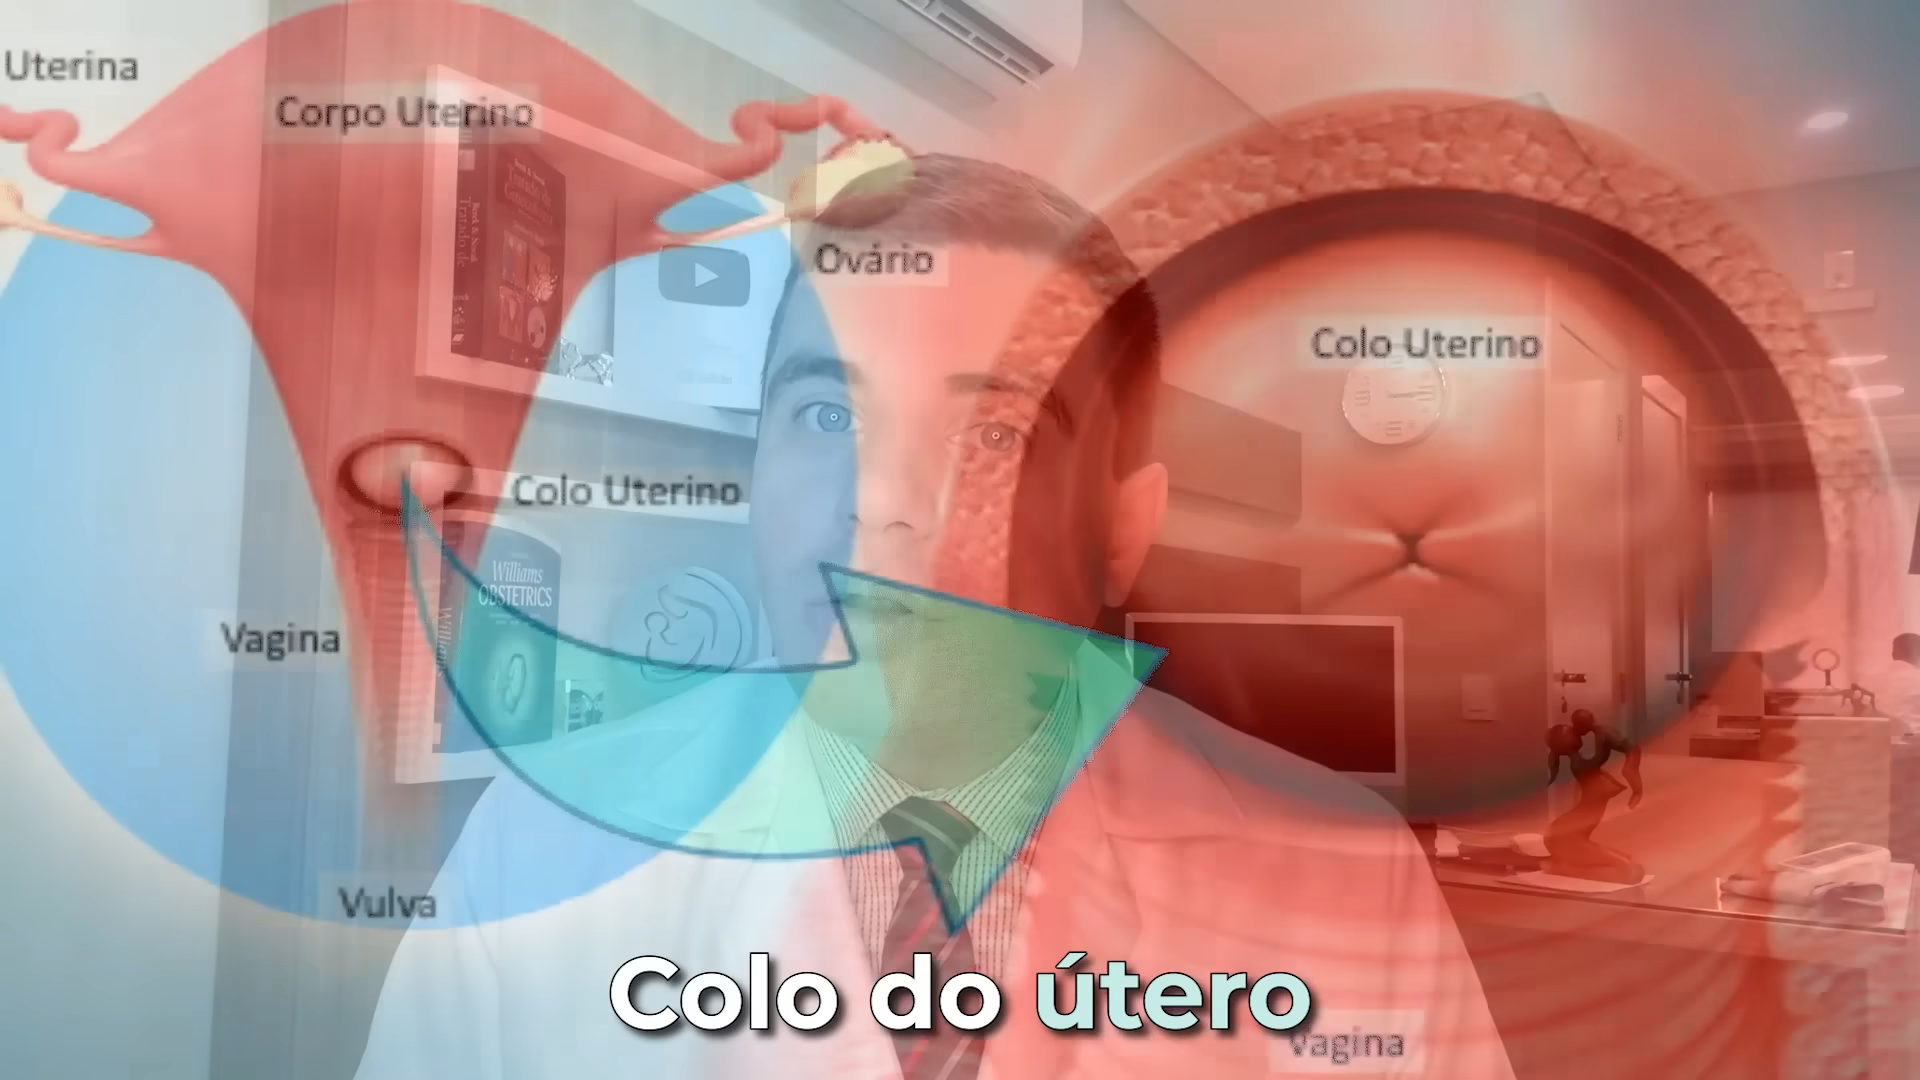 Uterina
Corpo Uterino
Ovário
Colo Uterino
Colo Uterino
Williams
OBSTETRICS
Vagina
Vulva
Colo do útero
Vagina